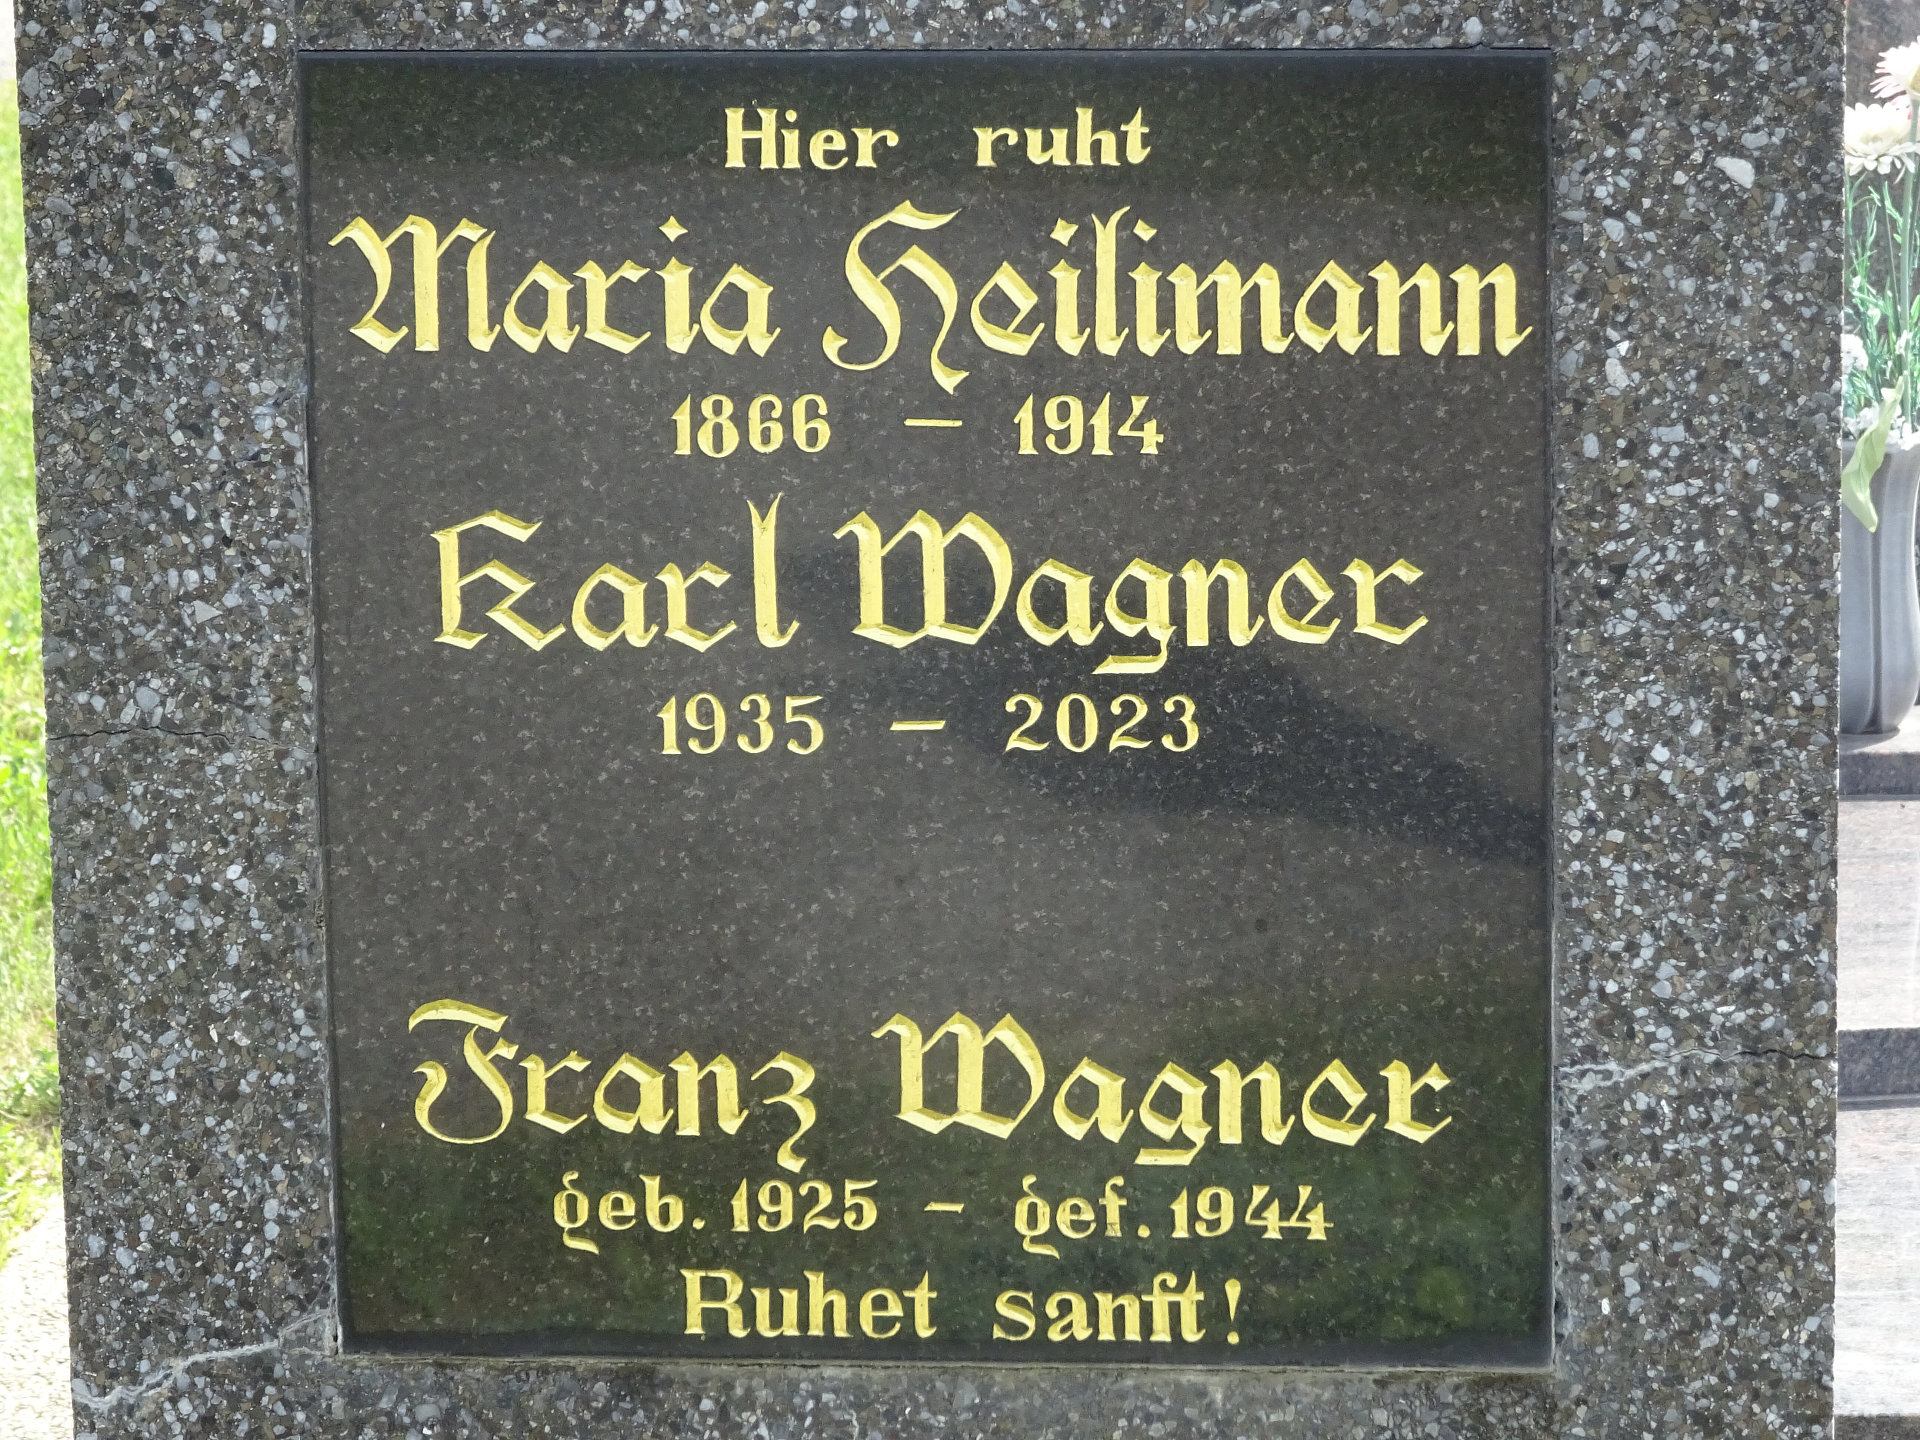 Hier ruht
Maria Heilimann
1866 – 1914
Karl Wagner
1935 – 2023
Franz Wagner
geb. 1925 – gef. 1944
Ruhet sanft!